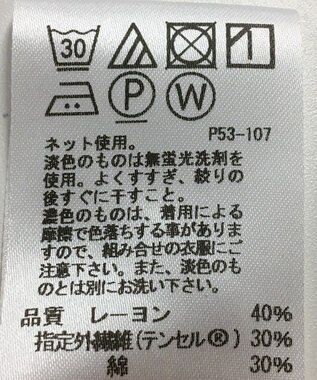 30
P W
P53-107
ネット使用。
淡色のものは無蛍光洗剤を
使用。よくすすぎ、絞りの
後すぐに干すこと。
濃色のものは、着用による
摩擦で色落ちする事がありま
すので、組み合せの衣服にご
注意下さい。また、淡色のも
のとは別にお洗い下さい。
品質 レーヨン 40%
指定外繊維(テンセル®) 30%
綿 30%